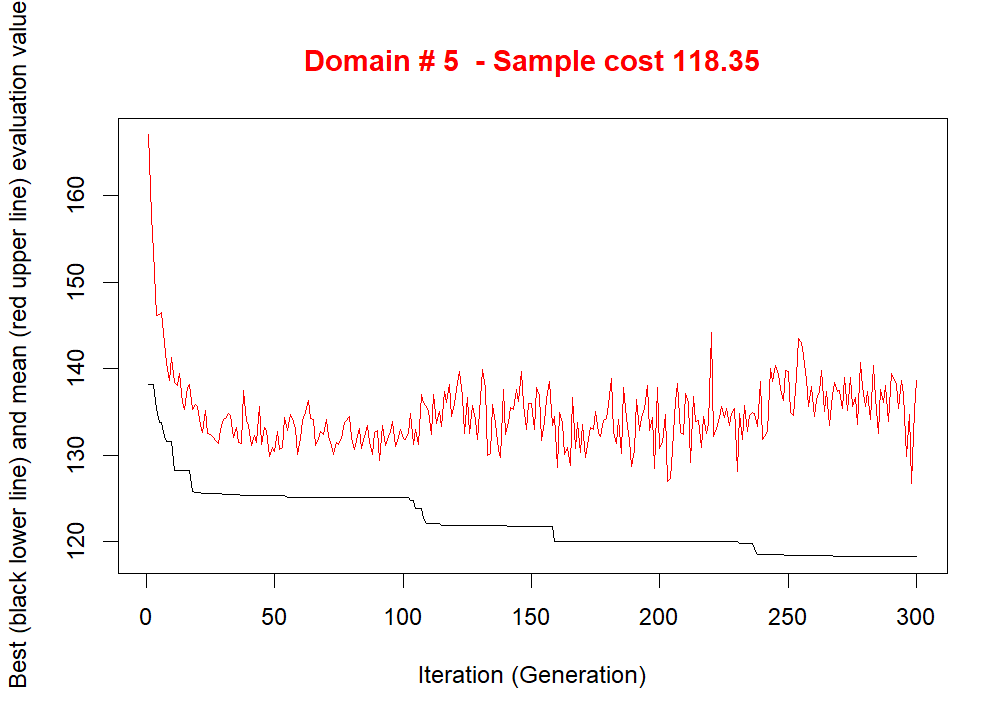 Domain # 5  - Sample cost 118.35
Best (black lower line) and mean (red upper line) evaluation value
160
150
140
130
120
0 50 100 150 200 250 300
Iteration (Generation)